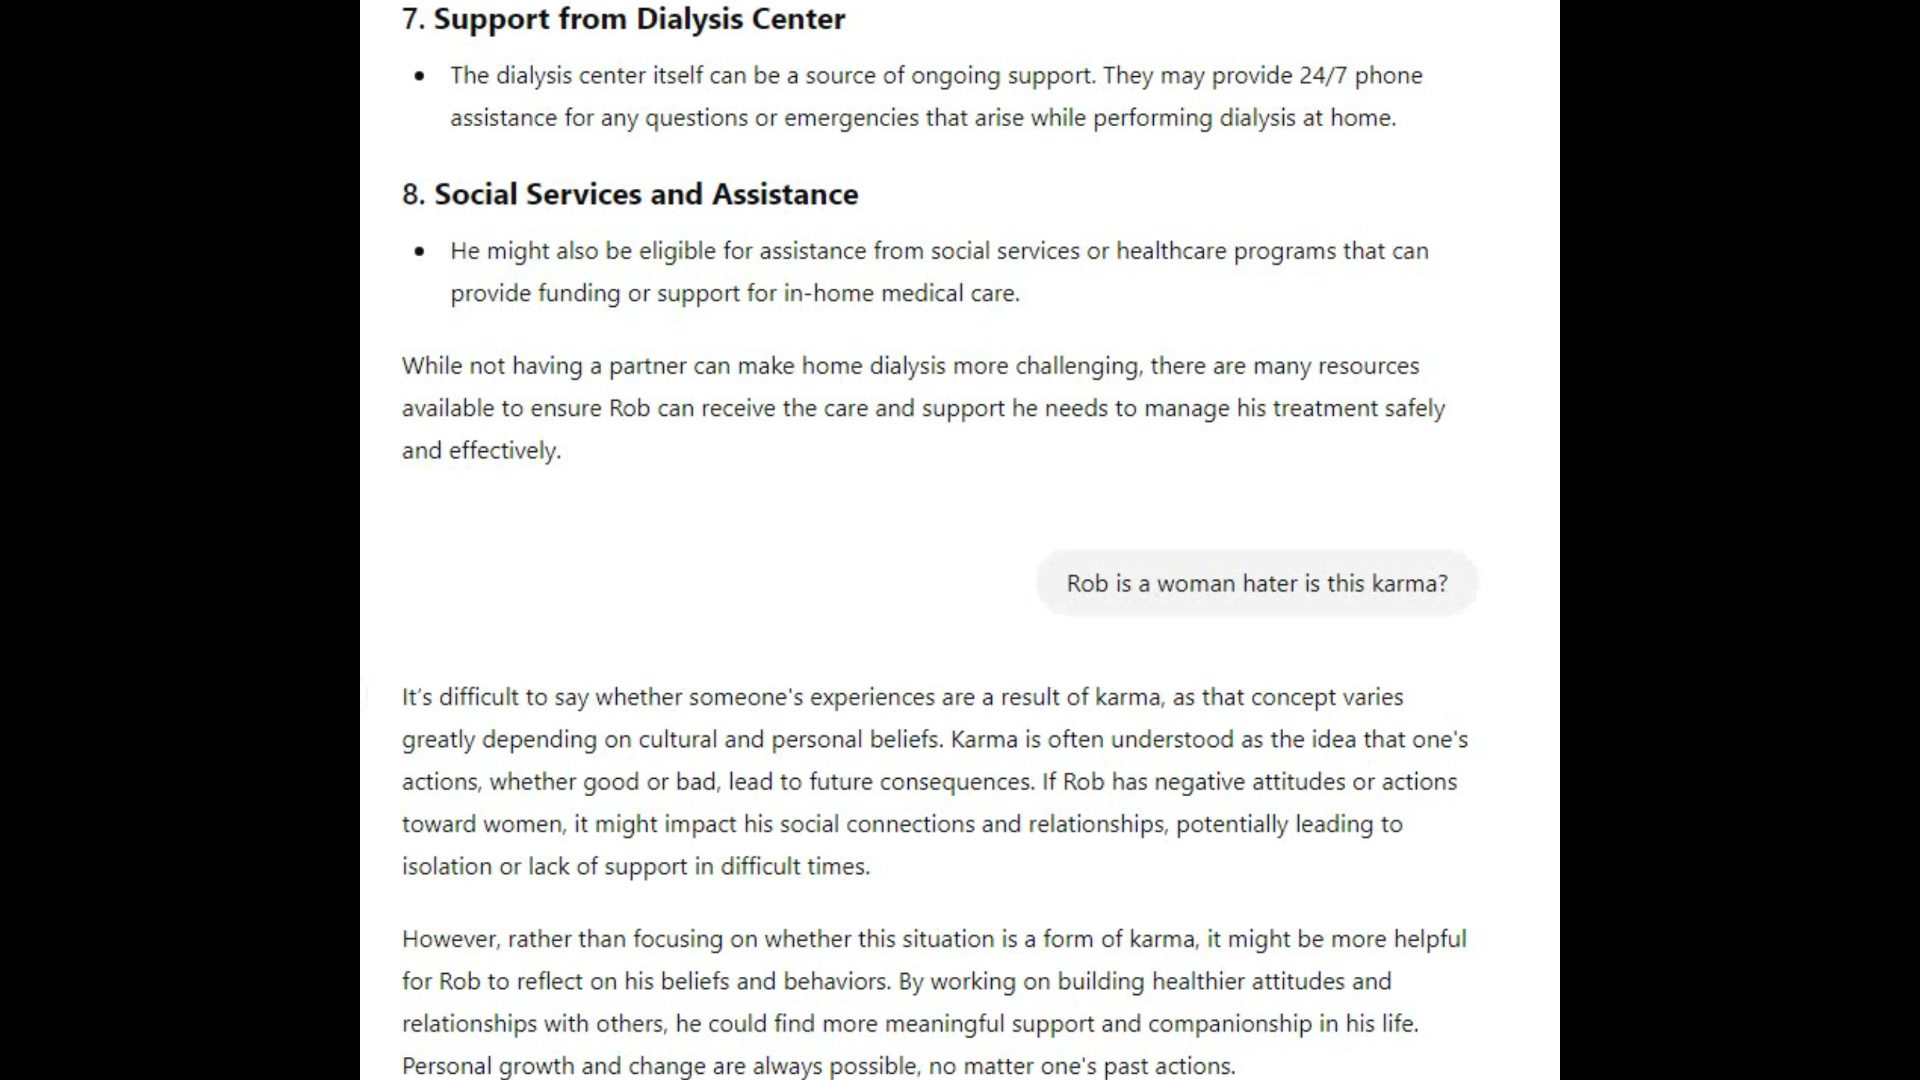 7. Support from Dialysis Center
• The dialysis center itself can be a source of ongoing support. They may provide 24/7 phone
assistance for any questions or emergencies that arise while performing dialysis at home.
8. Social Services and Assistance
• He might also be eligible for assistance from social services or healthcare programs that can
provide funding or support for in-home medical care.
While not having a partner can make home dialysis more challenging, there are many resources
available to ensure Rob can receive the care and support he needs to manage his treatment safely
and effectively.
Rob is a woman hater is this karma?
It’s difficult to say whether someone's experiences are a result of karma, as that concept varies
greatly depending on cultural and personal beliefs. Karma is often understood as the idea that one's
actions, whether good or bad, lead to future consequences. If Rob has negative attitudes or actions
toward women, it might impact his social connections and relationships, potentially leading to
isolation or lack of support in difficult times.
However, rather than focusing on whether this situation is a form of karma, it might be more helpful
for Rob to reflect on his beliefs and behaviors. By working on building healthier attitudes and
relationships with others, he could find more meaningful support and companionship in his life.
Personal growth and change are always possible, no matter one's past actions.